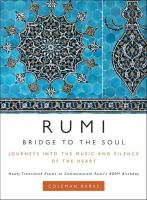 RUMI
BRIDGE TO THE SOUL
JOURNEYS INTO THE MUSIC AND SILENCE
OF THE HEART
Newly Translated Poems to Commemorate Rumi's 800th Birthday
COLEMAN BARKS